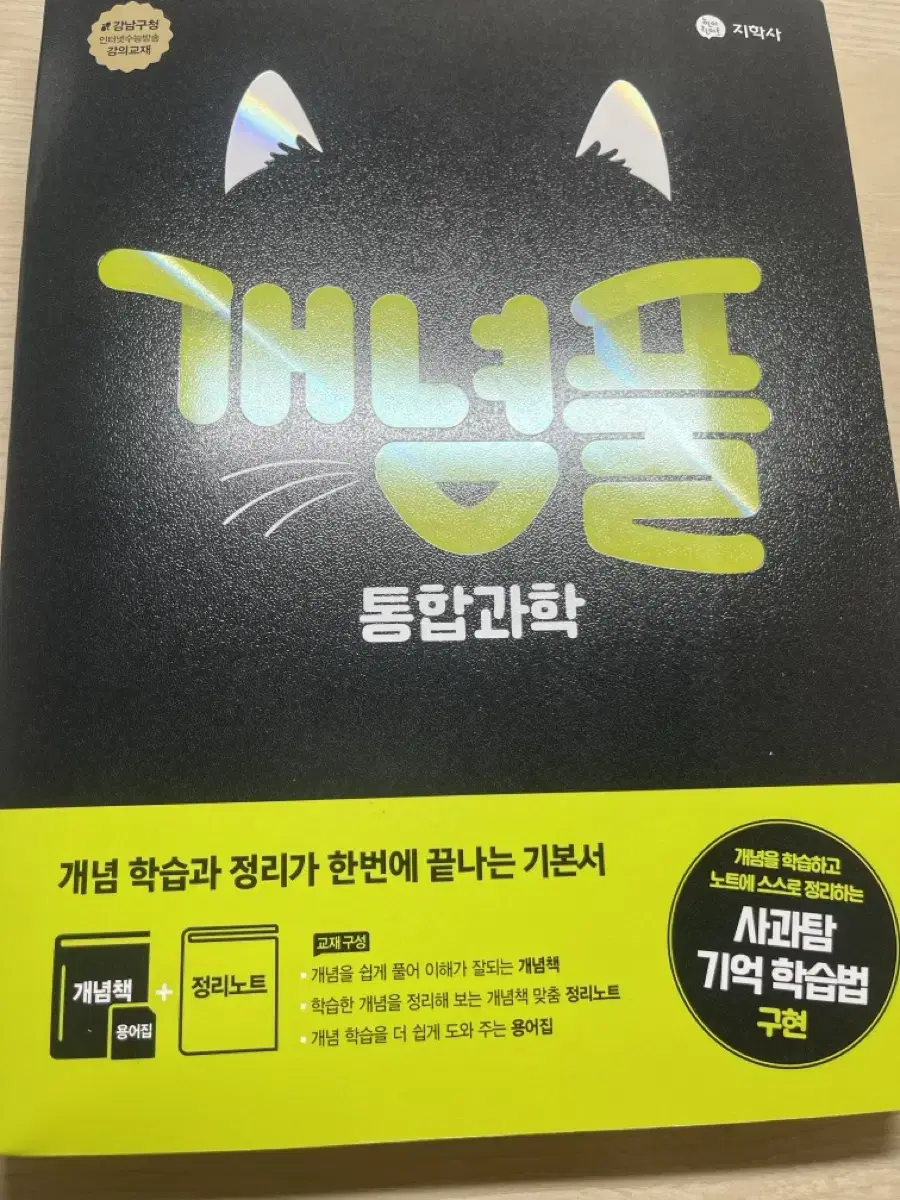 강남구청
인터넷수능방송
강의교재
지학사
개념풀
통합과학
개념 학습과 정리가 한번에 끝나는 기본서
개념책
용어집
+
정리노트
교재 구성
• 개념을 쉽게 풀어 이해가 잘되는 개념책
• 학습한 개념을 정리해 보는 개념책 맞춤 정리노트
• 개념 학습을 더 쉽게 도와 주는 용어집
개념을 학습하고
노트에 스스로 정리하는
사과탐
기억 학습법
구현